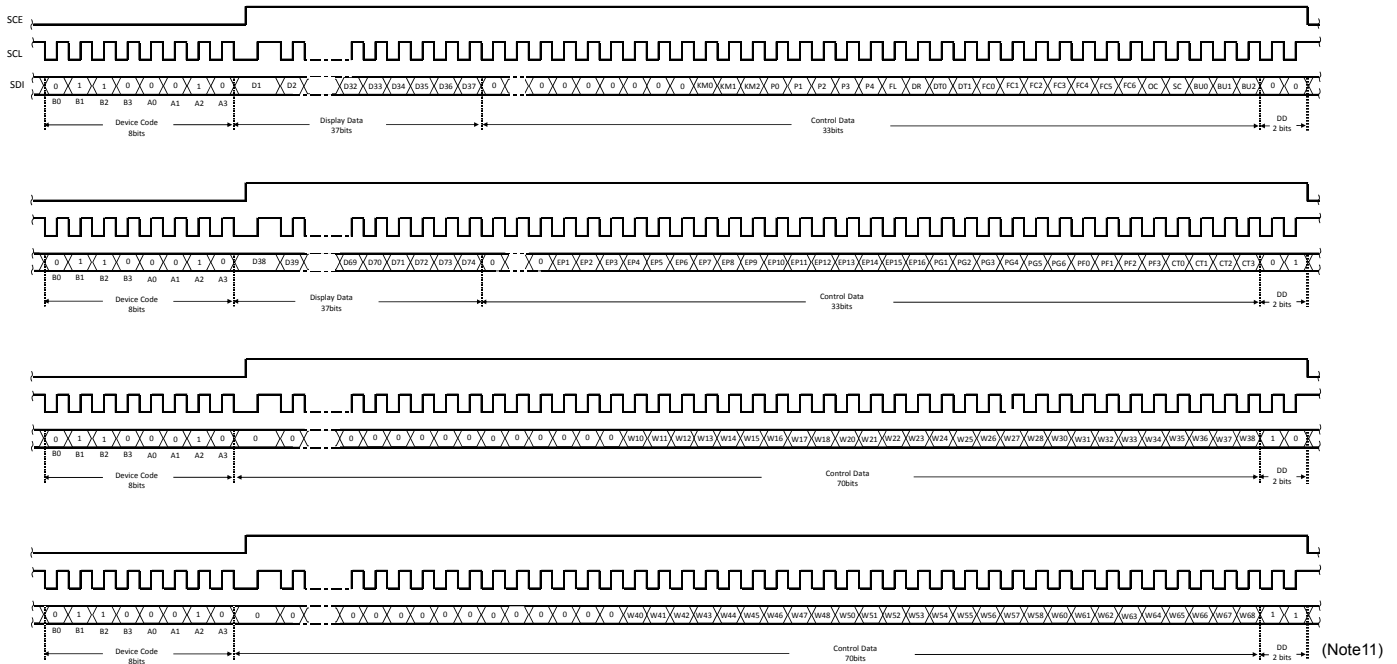 SCE
SCL
SDI 0 1 1 0 0 0 1 0 D1 D2 D32 D33 D34 D35 D36 D37 0 0 0 0 0 0 0 0 KM0 KM1 KM2 P0 P1 P2 P3 P4 FL DR DT0 DT1 FC0 FC1 FC2 FC3 FC4 FC5 FC6 OC SC BU0 BU1 BU2 0 0
B0 B1 B2 B3 A0 A1 A2 A3
Device Code Display Data Control Data DD
8bits 37bits 33bits 2 bits
0 1 1 0 0 0 1 0 D38 D39 D69 D70 D71 D72 D73 D74 0 0 EP1 EP2 EP3 EP4 EP5 EP6 EP7 EP8 EP9 EP10 EP11 EP12 EP13 EP14 EP15 EP16 PG1 PG2 PG3 PG4 PG5 PG6 PF0 PF1 PF2 PF3 CT0 CT1 CT2 CT3 0 1
B0 B1 B2 B3 A0 A1 A2 A3
Device Code Display Data Control Data DD
8bits 37bits 33bits 2 bits
0 1 1 0 0 0 1 0 0 0 0 0 0 0 0 0 0 0 0 0 0 0 W10 W11 W12 W13 W14 W15 W16 W17 W18 W20 W21 W22 W23 W24 W25 W26 W27 W28 W30 W31 W32 W33 W34 W35 W36 W37 W38 1 0
B0 B1 B2 B3 A0 A1 A2 A3
Device Code Control Data DD
8bits 70bits 2 bits
0 1 1 0 0 0 1 0 0 0 0 0 0 0 0 0 0 0 0 0 0 0 W40 W41 W42 W43 W44 W45 W46 W47 W48 W50 W51 W52 W53 W54 W55 W56 W57 W58 W60 W61 W62 W63 W64 W65 W66 W67 W68 1 1
B0 B1 B2 B3 A0 A1 A2 A3
Device Code Control Data DD
8bits 70bits 2 bits
(Note11)